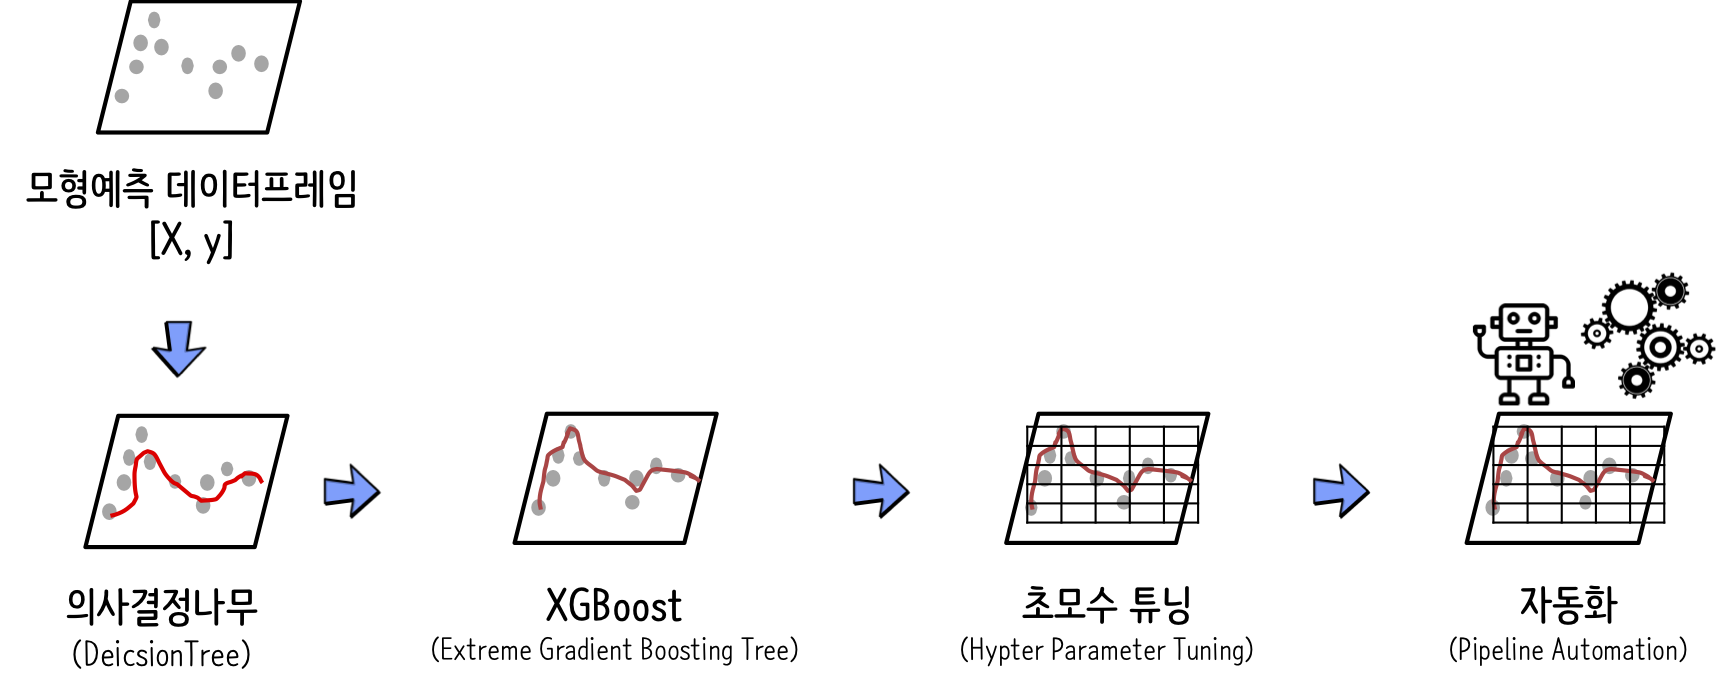 모형예측 데이터프레임
[X, y]
의사결정나무
(DeicsionTree)
XGBoost
(Extreme Gradient Boosting Tree)
초모수 튜닝
(Hypter Parameter Tuning)
자동화
(Pipeline Automation)